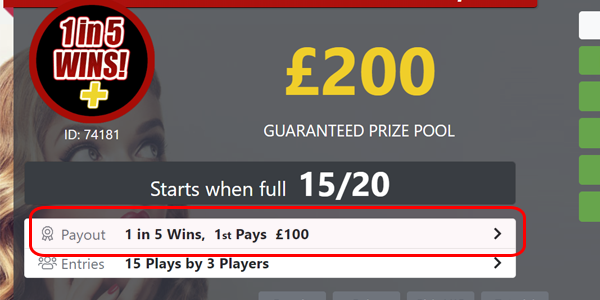 1 in 5
WINS!
+
ID: 74181
£200
GUARANTEED PRIZE POOL
Starts when full 15/20
Payout 1 in 5 Wins, 1st Pays £100
Entries 15 Plays by 3 Players